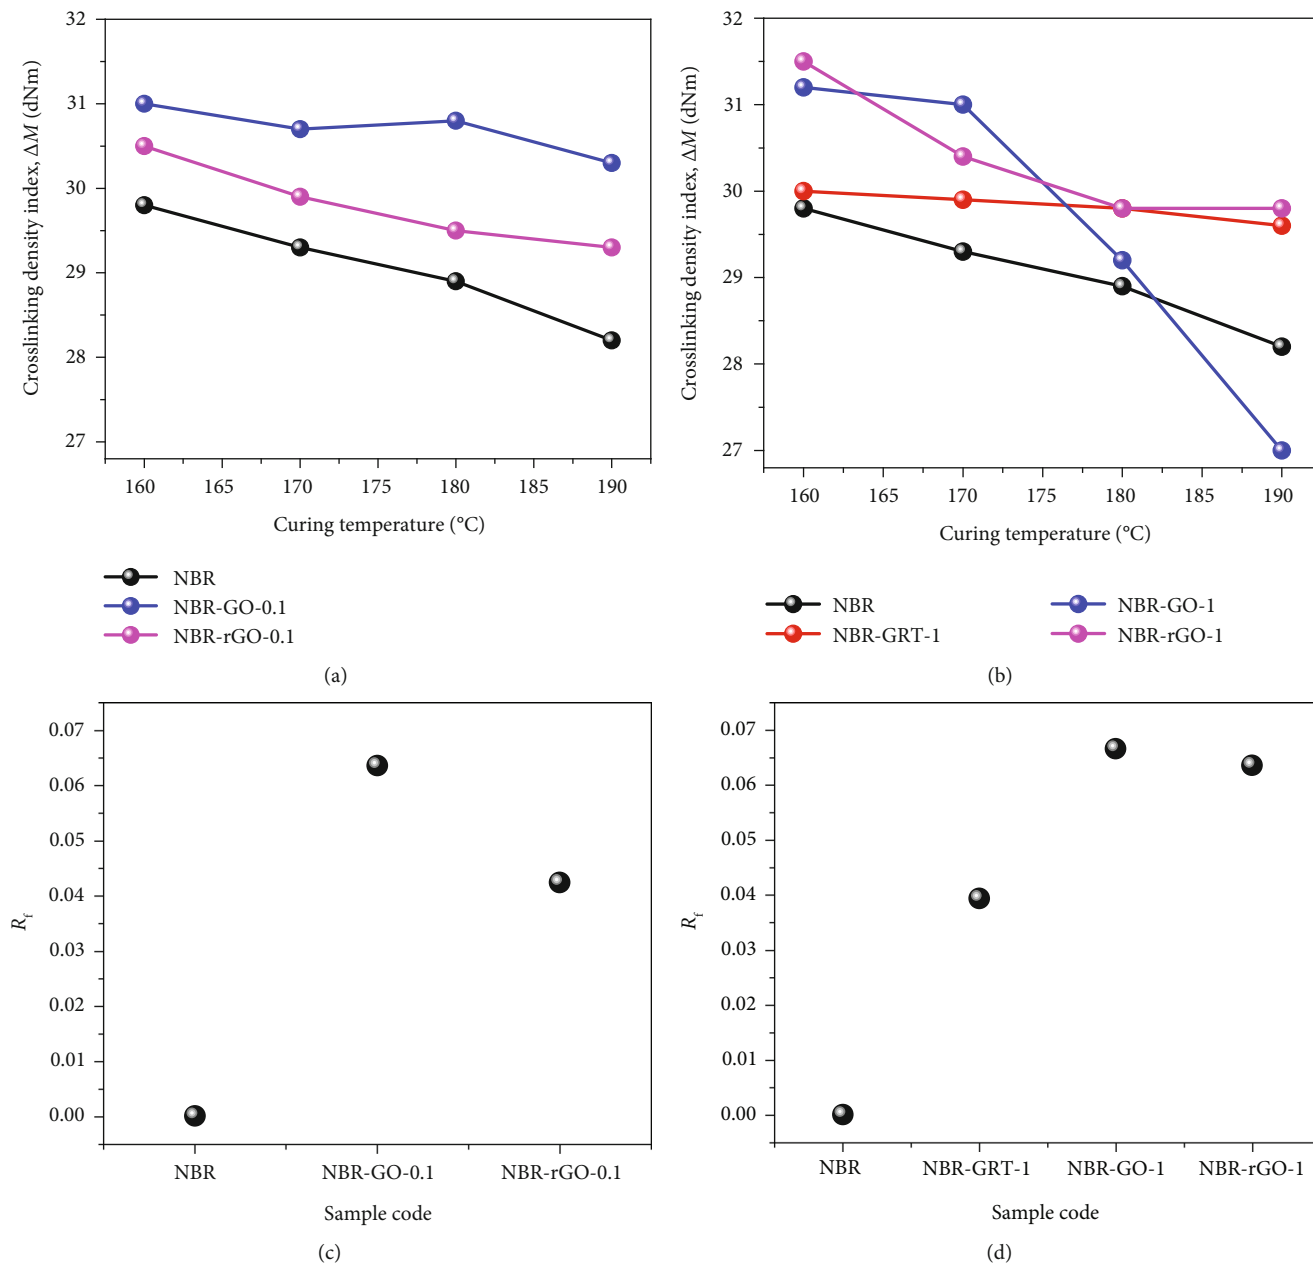 32
31
30
29
28
27
Crosslinking density index, ΔM (dNm)
160 165 170 175 180 185 190
Curing temperature (°C)
NBR
NBR-GO-0.1
NBR-rGO-0.1
(a)
32
31
30
29
28
27
Crosslinking density index, ΔM (dNm)
160 165 170 175 180 185 190
Curing temperature (°C)
NBR NBR-GO-1
NBR-GRT-1 NBR-rGO-1
(b)
0.07
0.06
0.05
0.04
0.03
0.02
0.01
0.00
Rf
NBR NBR-GO-0.1 NBR-rGO-0.1
Sample code
(c)
0.07
0.06
0.05
0.04
0.03
0.02
0.01
0.00
Rf
NBR NBR-GRT-1 NBR-GO-1 NBR-rGO-1
Sample code
(d)